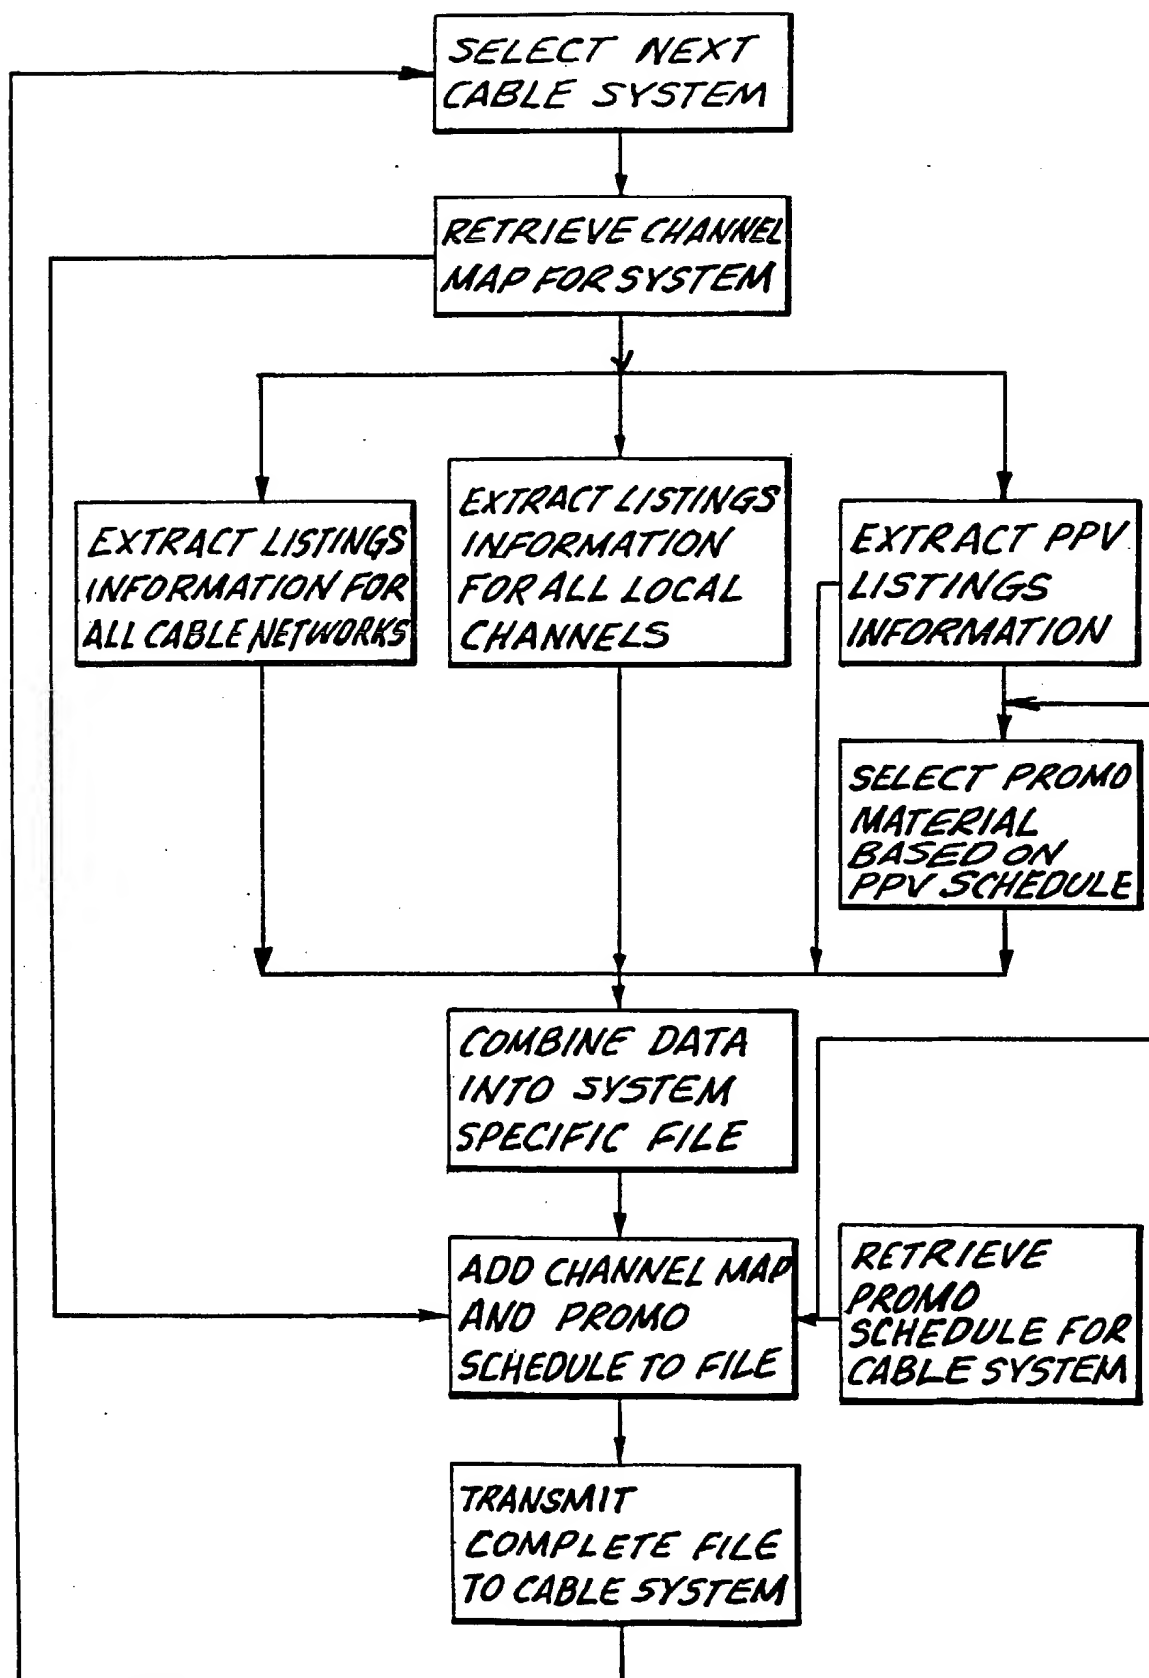 SELECT NEXT
CABLE SYSTEM
RETRIEVE CHANNEL
MAP FOR SYSTEM
EXTRACT LISTINGS
INFORMATION FOR
ALL CABLE NETWORKS
EXTRACT LISTINGS
INFORMATION
FOR ALL LOCAL
CHANNELS
EXTRACT PPV
LISTINGS
INFORMATION
SELECT PROMO
MATERIAL
BASED ON
PPV SCHEDULE
COMBINE DATA
INTO SYSTEM
SPECIFIC FILE
ADD CHANNEL MAP
AND PROMO
SCHEDULE TO FILE
RETRIEVE
PROMO
SCHEDULE FOR
CABLE SYSTEM
TRANSMIT
COMPLETE FILE
TO CABLE SYSTEM